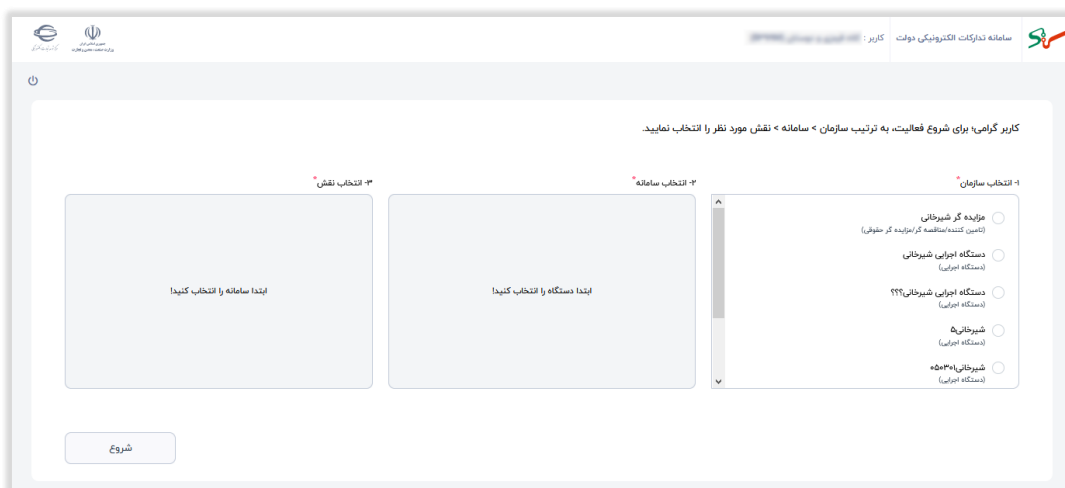 سامانه تدارکات الکترونیکی دولت
کاربر :
کاربر گرامی؛ برای شروع فعالیت، به ترتیب سازمان > سامانه > نقش مورد نظر را انتخاب نمایید.
۱- انتخاب سازمان*
مزایده گر شیرخانی
(تامین کننده/مناقصه گر/مزایده گر حقوقی)
دستگاه اجرایی شیرخانی
(دستگاه اجرایی)
دستگاه اجرایی شیرخانی؟؟؟
(دستگاه اجرایی)
شیرخانی۵
(دستگاه اجرایی)
شیرخانی۰۵۰۳۰۱
(دستگاه اجرایی)
۲- انتخاب سامانه*
ابتدا دستگاه را انتخاب کنید!
۳- انتخاب نقش*
ابتدا سامانه را انتخاب کنید!
شروع